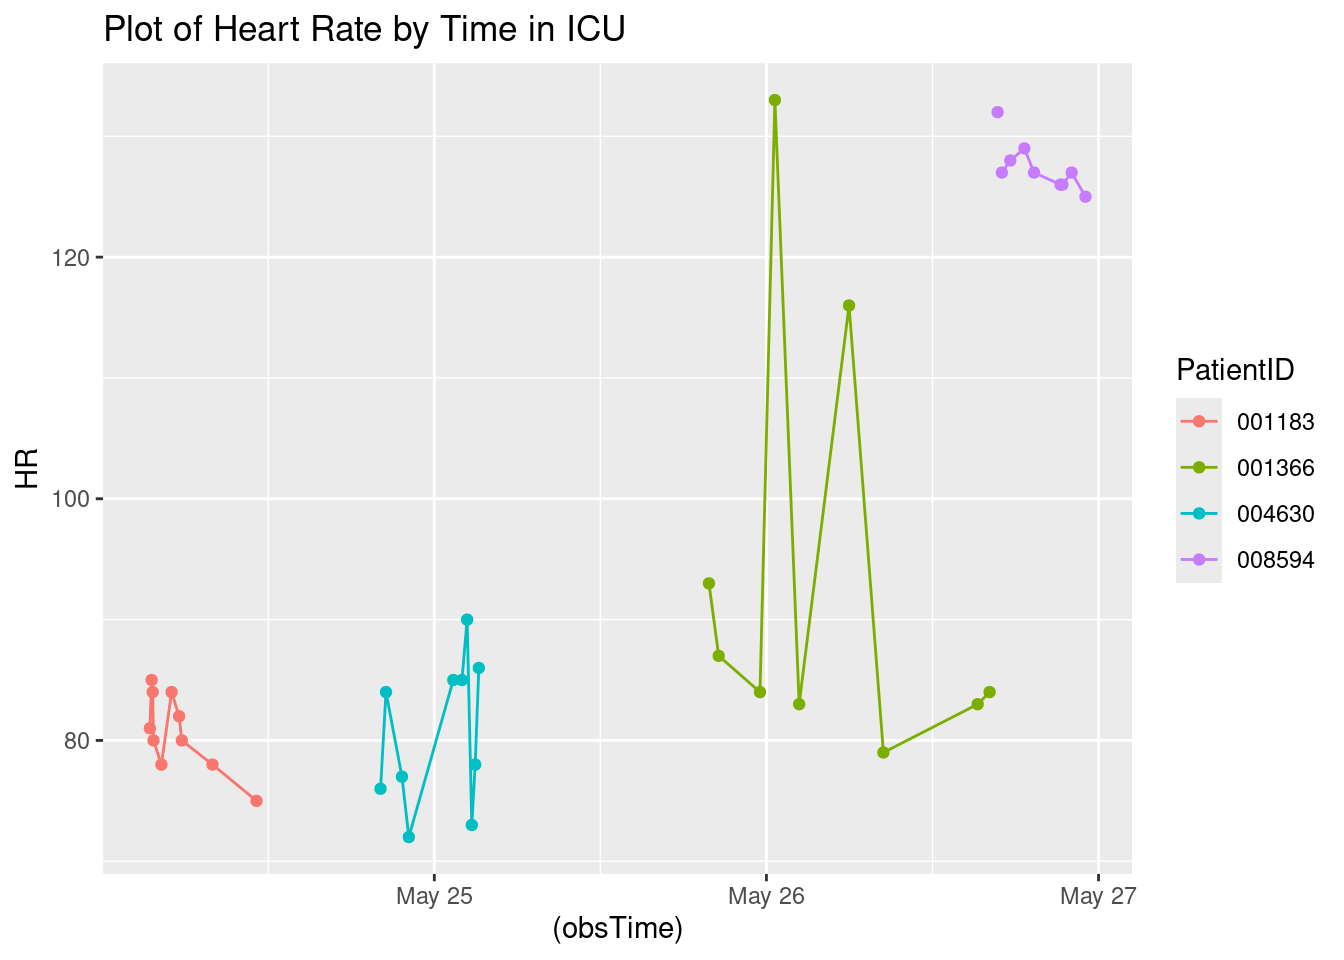 Plot of Heart Rate by Time in ICU
120
100
80
HR
May 25
May 26
May 27
(obsTime)
PatientID
001183
001366
004630
008594